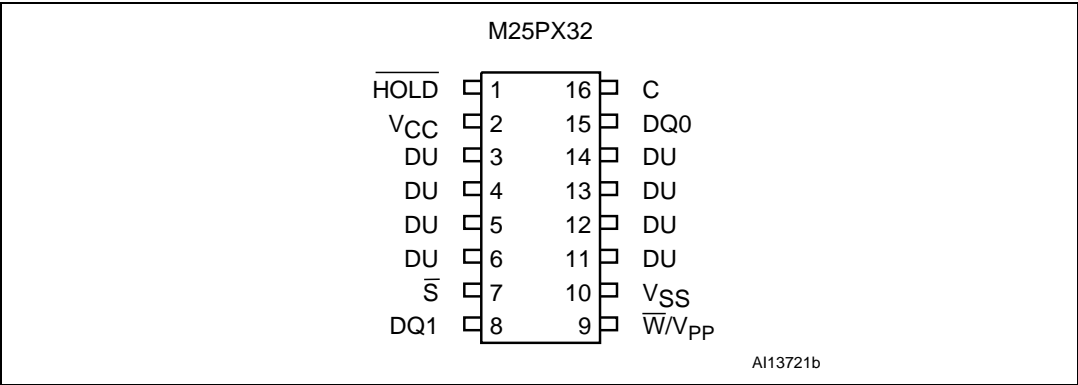 M25PX32
HOLD 1 16 C
VCC 2 15 DQ0
DU 3 14 DU
DU 4 13 DU
DU 5 12 DU
DU 6 11 DU
S 7 10 VSS
DQ1 8 9 W/VPP
AI13721b